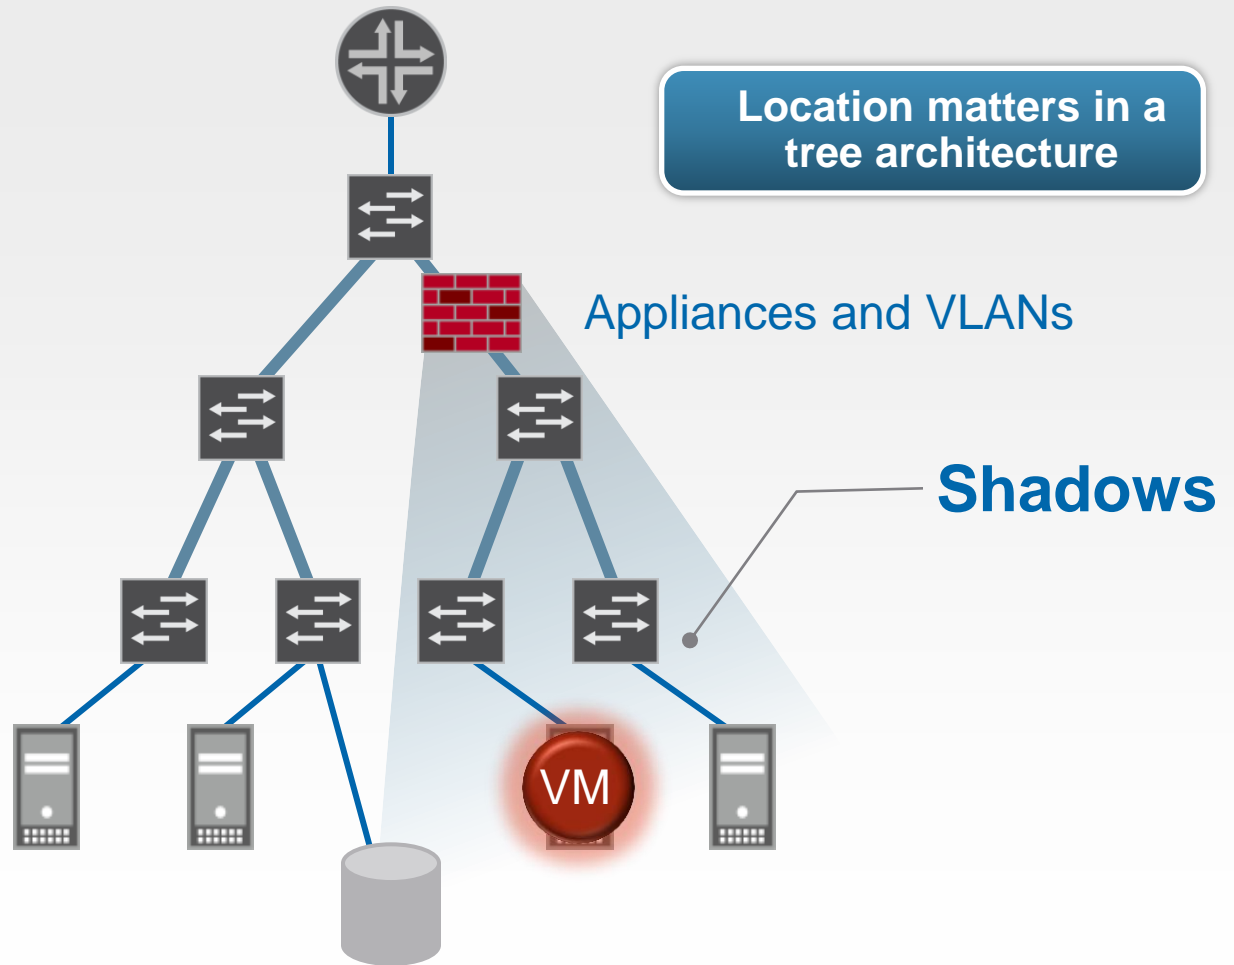 Location matters in a
tree architecture
Appliances and VLANs
Shadows
VM